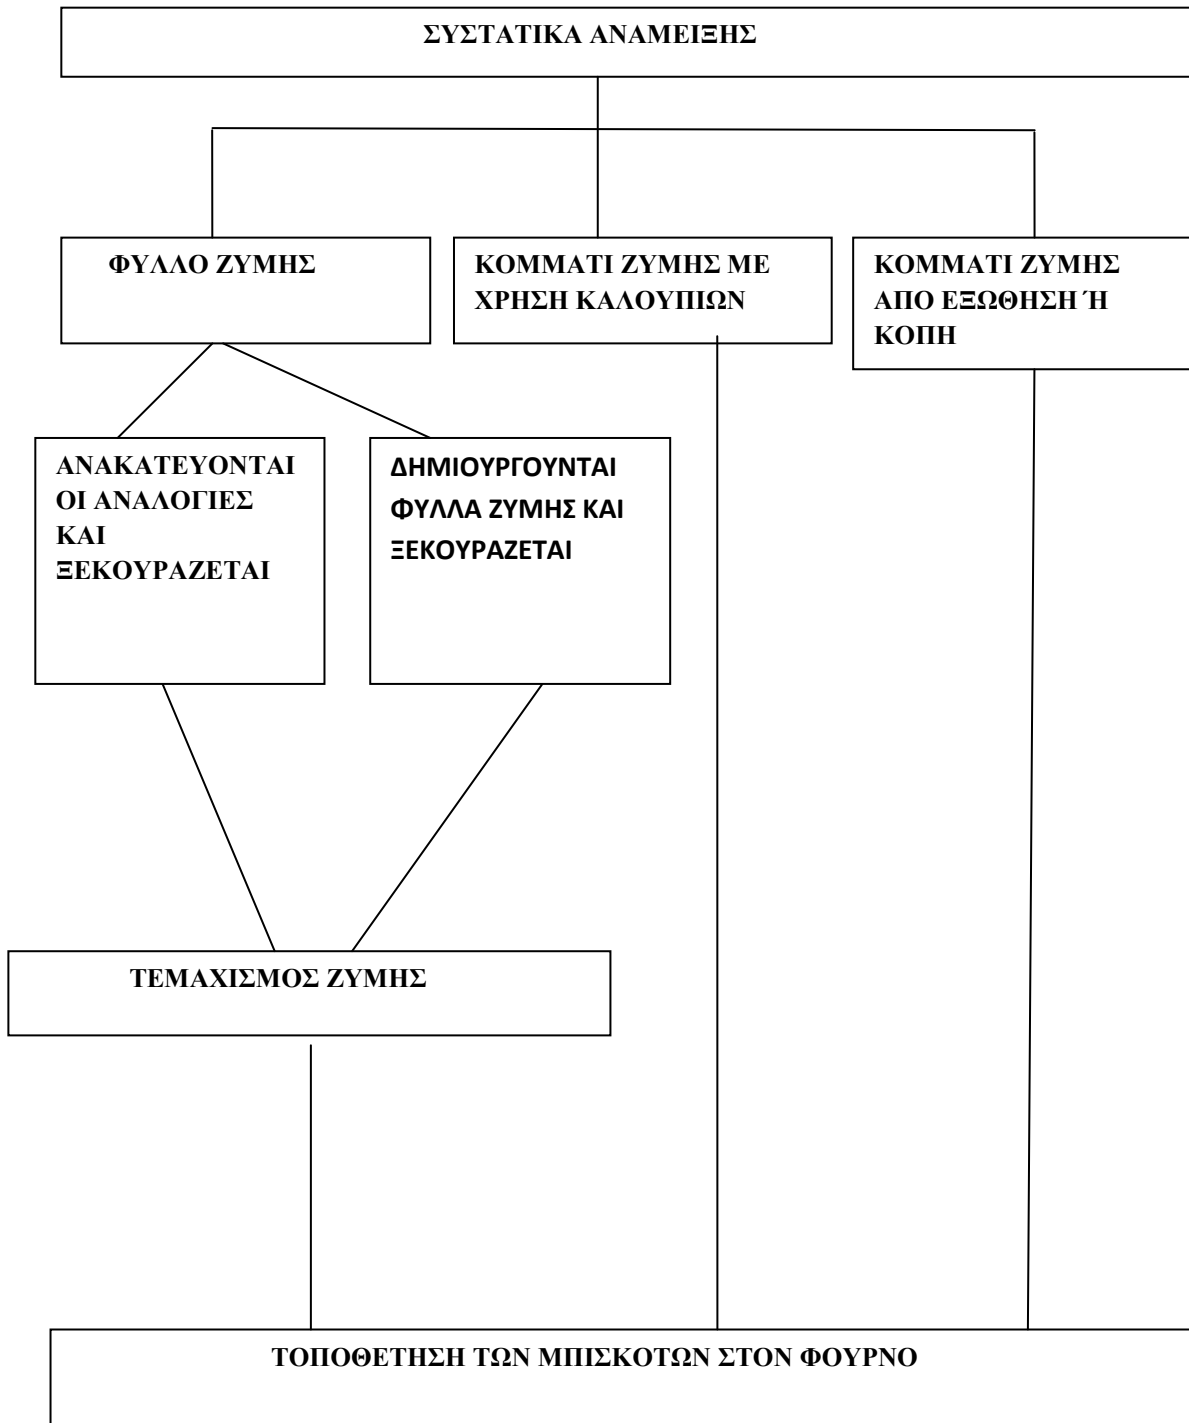 ΣΥΣΤΑΤΙΚΑ ΑΝΑΜΕΙΞΗΣ
ΦΥΛΛΟ ΖΥΜΗΣ
ΚΟΜΜΑΤΙ ΖΥΜΗΣ ΜΕ
ΧΡΗΣΗ ΚΑΛΟΥΠΙΩΝ
ΚΟΜΜΑΤΙ ΖΥΜΗΣ
ΑΠΟ ΕΞΩΘΗΣΗ Ή
ΚΟΠΗ
ΑΝΑΚΑΤΕΥΟΝΤΑΙ
ΟΙ ΑΝΑΛΟΓΙΕΣ
ΚΑΙ
ΞΕΚΟΥΡΑΖΕΤΑΙ
ΔΗΜΙΟΥΡΓΟΥΝΤΑΙ
ΦΥΛΛΑ ΖΥΜΗΣ ΚΑΙ
ΞΕΚΟΥΡΑΖΕΤΑΙ
ΤΕΜΑΧΙΣΜΟΣ ΖΥΜΗΣ
ΤΟΠΟΘΕΤΗΣΗ ΤΩΝ ΜΠΙΣΚΟΤΩΝ ΣΤΟΝ ΦΟΥΡΝΟ